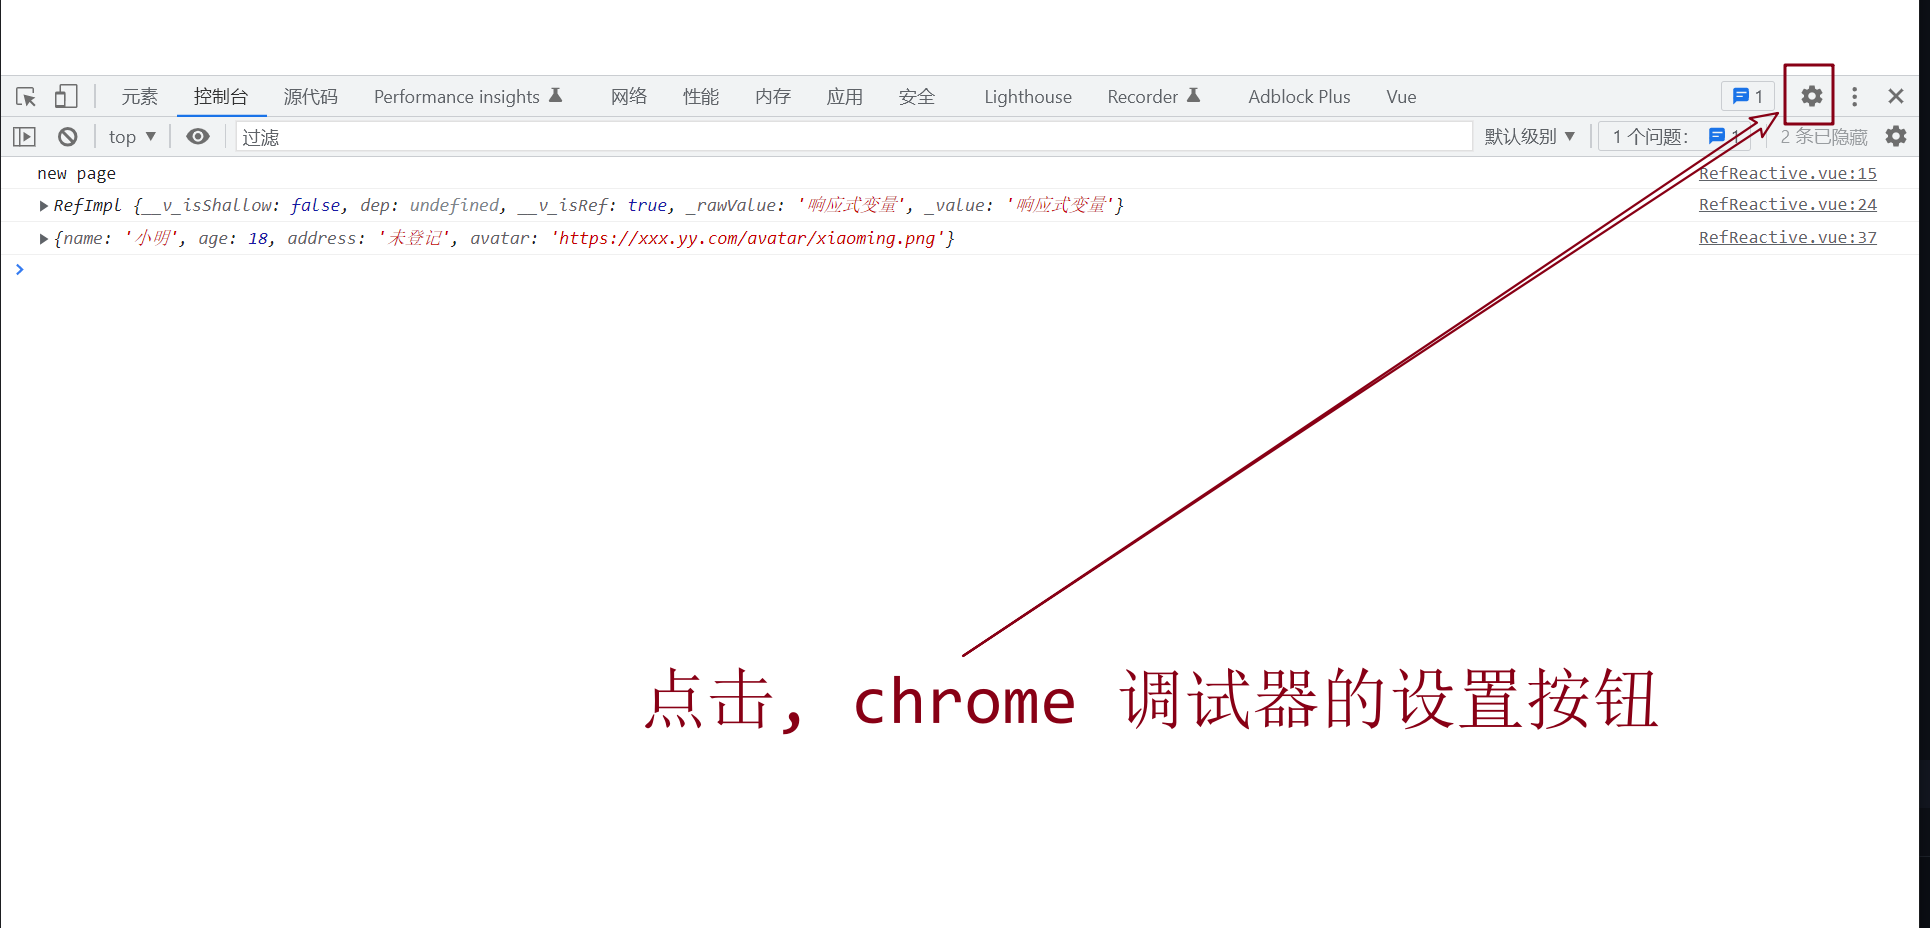 元素 控制台 源代码 Performance insights 网络 性能 内存 应用 安全 Lighthouse Recorder Adblock Plus Vue 1
top 过滤 默认级别 1 个问题: 1 2 条已隐藏
new page RefReactive.vue:15
RefImpl {__v_isShallow: false, dep: undefined, __v_isRef: true, _rawValue: '响应式变量', _value: '响应式变量'} RefReactive.vue:24
{name: '小明', age: 18, address: '未登记', avatar: 'https://xxx.yy.com/avatar/xiaoming.png'} RefReactive.vue:37
点击, chrome 调试器的设置按钮